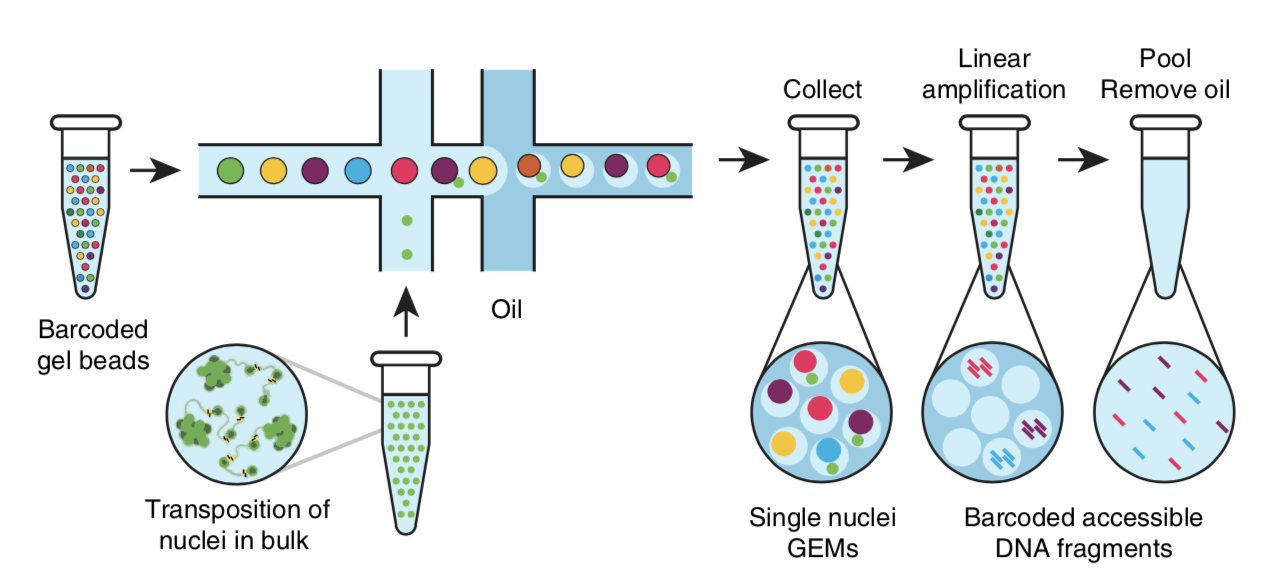 Barcoded
gel beads
Transposition of
nuclei in bulk
Oil
Collect
Linear
amplification
Pool
Remove oil
Single nuclei
GEMs
Barcoded accessible
DNA fragments